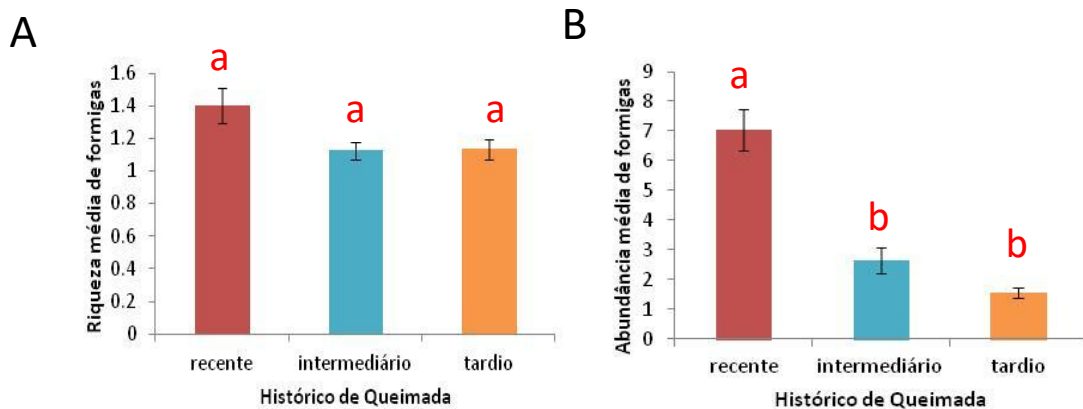 A
Riqueza média de formigas
1.6
1.4
1.2
1
0.8
0.6
0.4
0.2
0
a
a
a
recente intermediário tardio
Histórico de Queimada
B
Abundância média de formigas
9
8
7
6
5
4
3
2
1
0
a
b
b
recente intermediário tardio
Histórico de Queimada